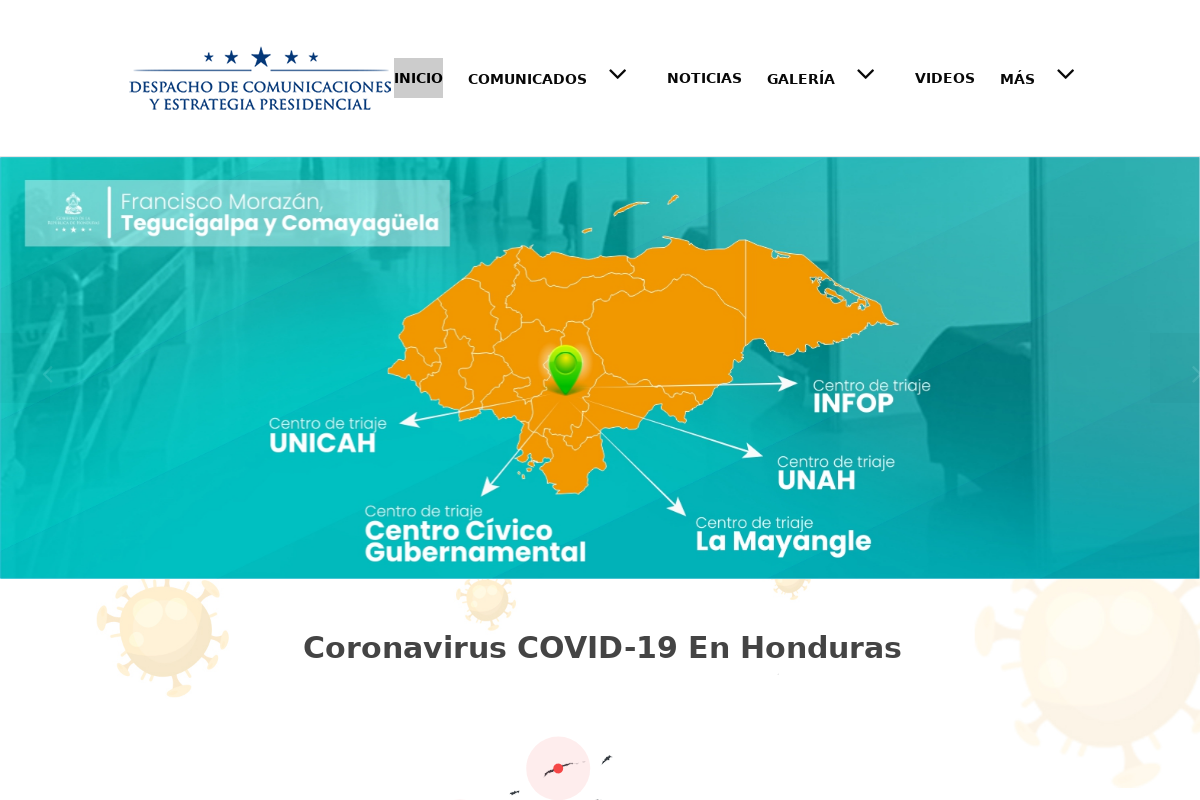 DESPACHO DE COMUNICACIONES
Y ESTRATEGIA PRESIDENCIAL
INICIO
COMUNICADOS
NOTICIAS
GALERÍA
VIDEOS
MÁS
Francisco Morazán,
Tegucigalpa y Comayagüela
Centro de triaje
INFOP
Centro de triaje
UNICAH
Centro de triaje
UNAH
Centro de triaje
Centro Cívico
Gubernamental
Centro de triaje
La Mayangle
Coronavirus COVID-19 En Honduras